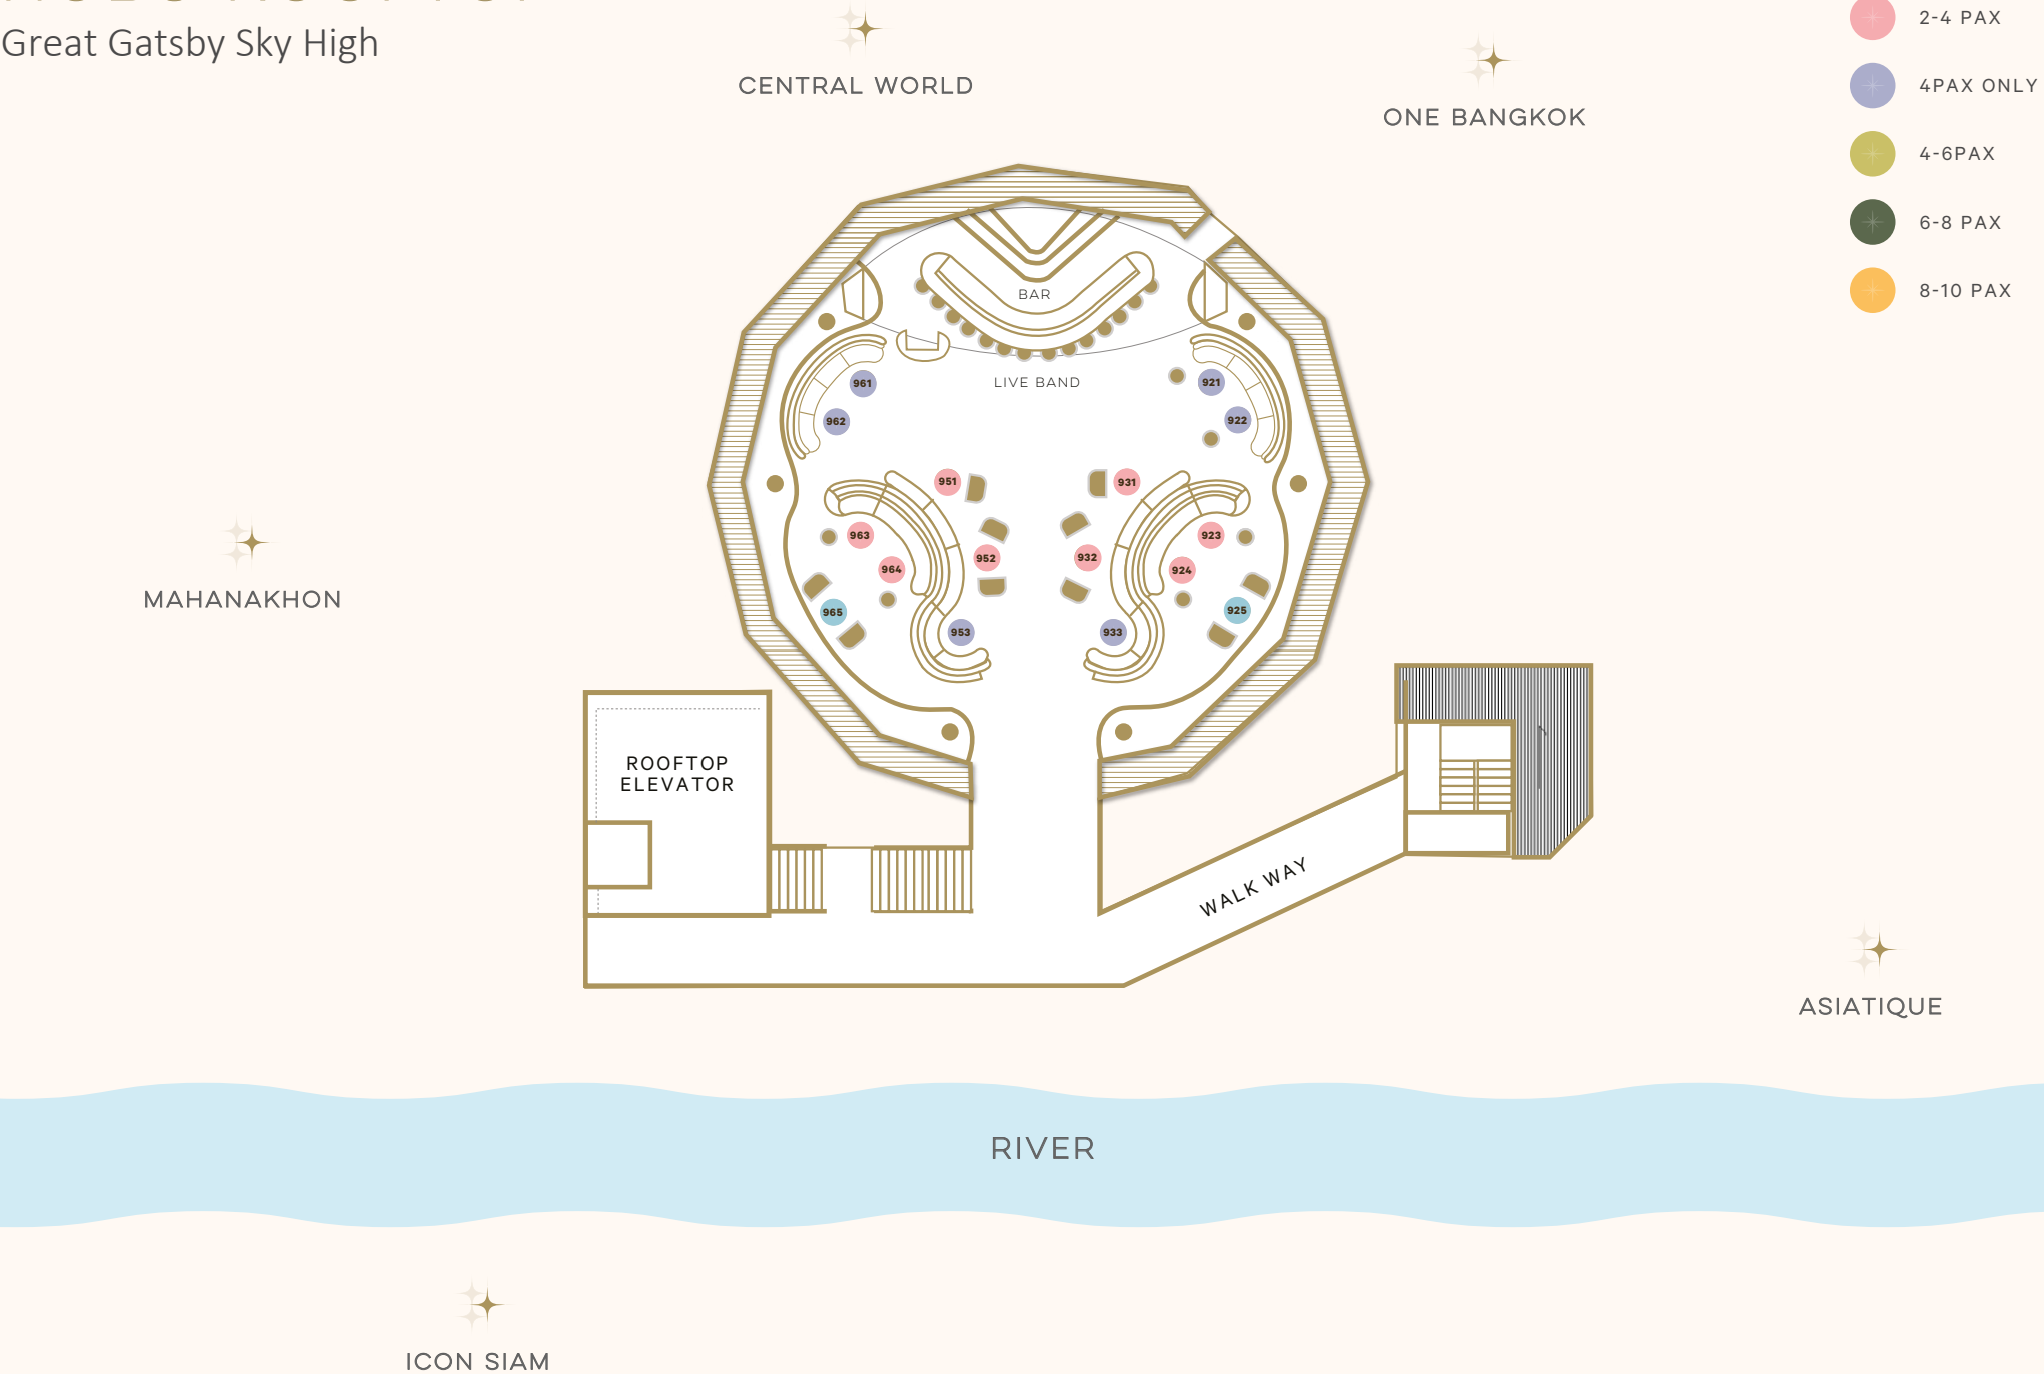 Great Gatsby Sky High
CENTRAL WORLD
ONE BANGKOK
2-4 PAX
4PAX ONLY
4-6PAX
6-8 PAX
8-10 PAX
BAR
LIVE BAND
961
962
921
922
951
931
963
923
952
932
964
924
965
925
953
933
MAHANAKHON
ROOFTOP
ELEVATOR
WALK WAY
ASIATIQUE
RIVER
ICON SIAM